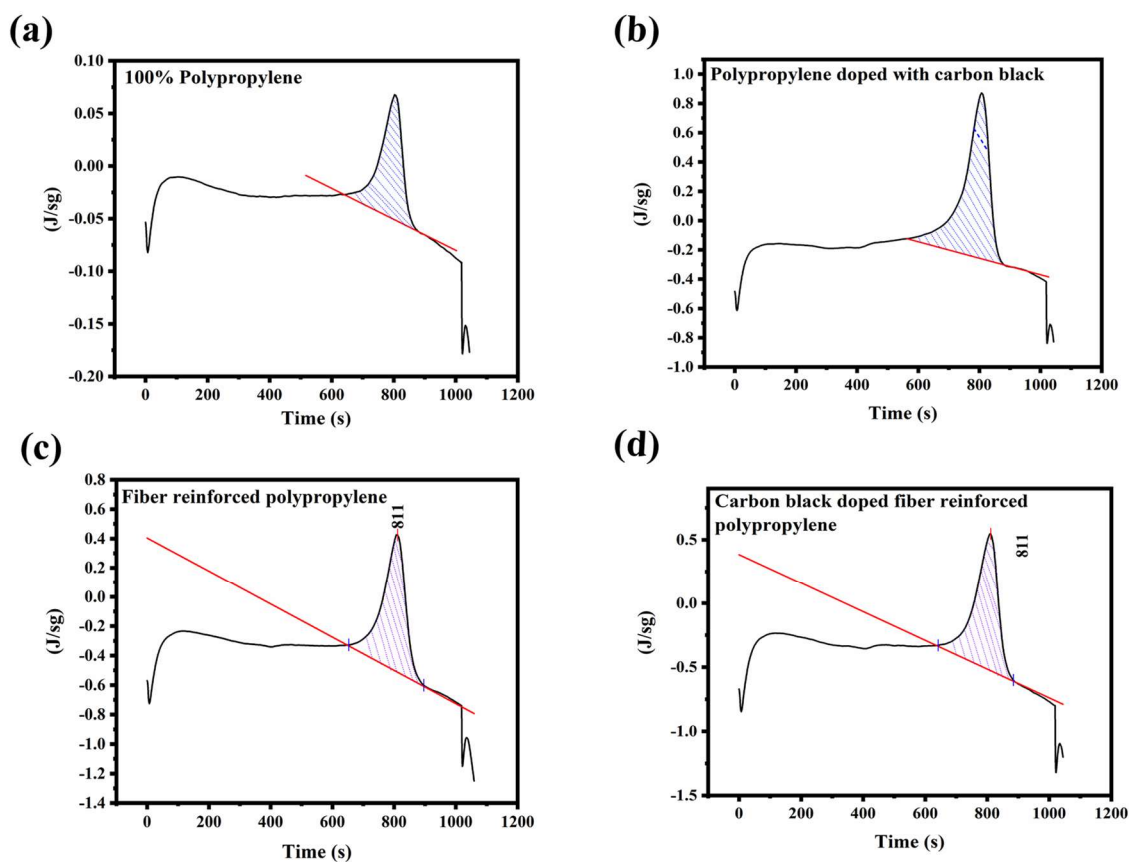 (a)
100% Polypropylene
(J/sg)
0.10
0.05
0.00
-0.05
-0.10
-0.15
-0.20
0 200 400 600 800 1000 1200
Time (s)
(b)
Polypropylene doped with carbon black
(J/sg)
1.0
0.8
0.6
0.4
0.2
0.0
-0.2
-0.4
-0.6
-0.8
-1.0
0 200 400 600 800 1000 1200
Time (s)
(c)
Fiber reinforced polypropylene
811
(J/sg)
0.8
0.6
0.4
0.2
0.0
-0.2
-0.4
-0.6
-0.8
-1.0
-1.2
-1.4
0 200 400 600 800 1000 1200
Time (s)
(d)
Carbon black doped fiber reinforced
polypropylene
811
(J/sg)
0.5
0.0
-0.5
-1.0
-1.5
0 200 400 600 800 1000 1200
Time (s)